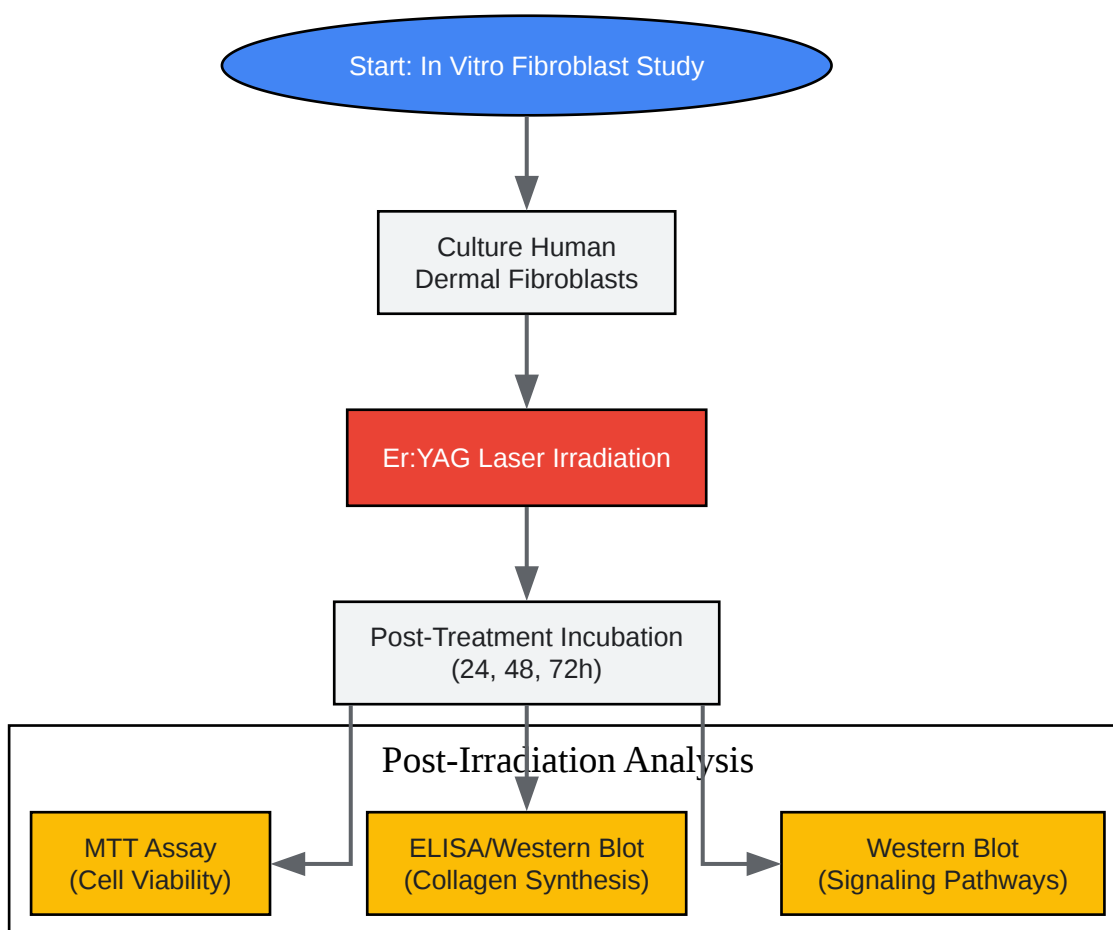 Start: In Vitro Fibroblast Study
Culture Human
Dermal Fibroblasts
Er:YAG Laser Irradiation
Post-Treatment Incubation
(24, 48, 72h)
Post-Irradiation Analysis
MTT Assay
(Cell Viability)
ELISA/Western Blot
(Collagen Synthesis)
Western Blot
(Signaling Pathways)